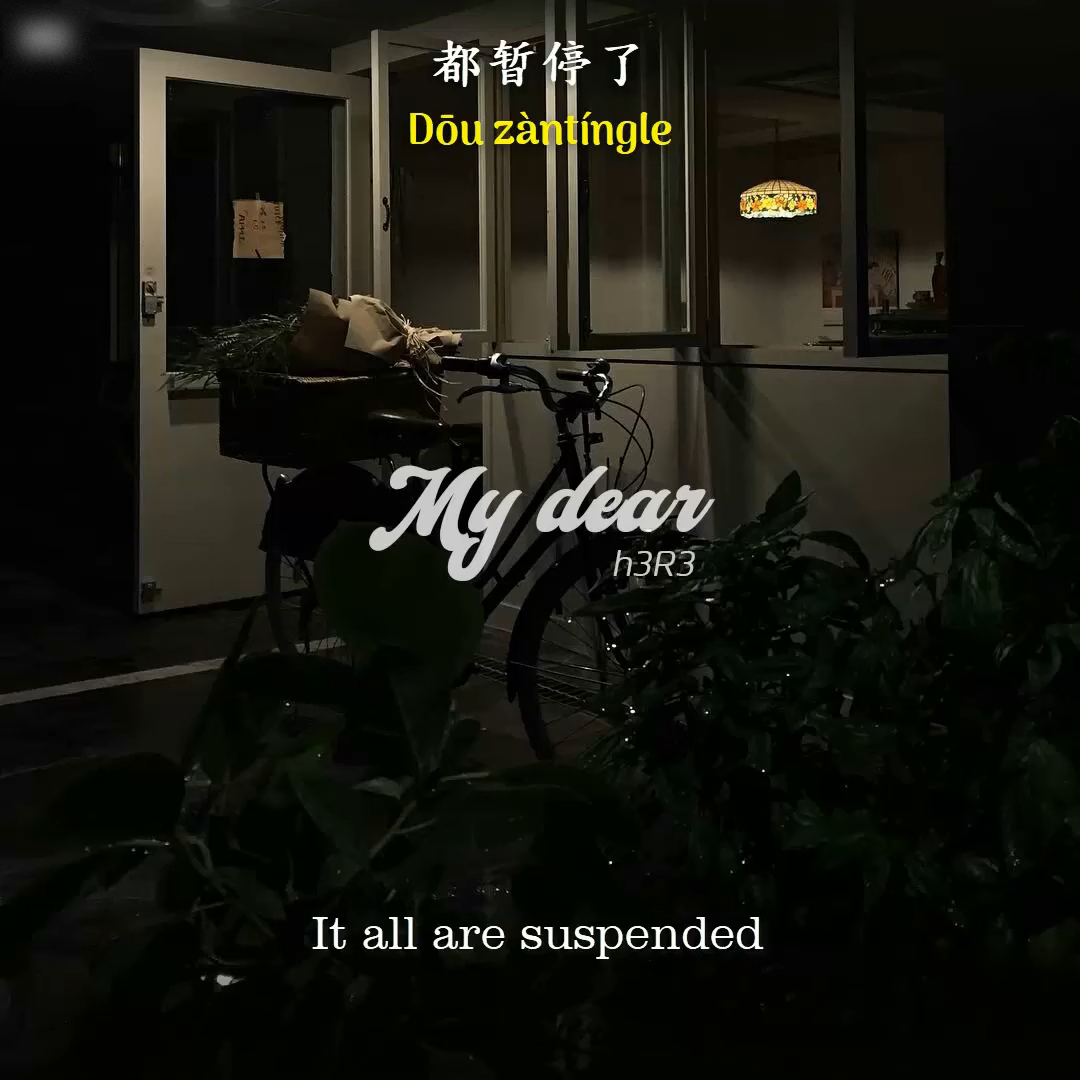 都暂停了
Dōu zàntíngle
My dear
h3R3
It all are suspended